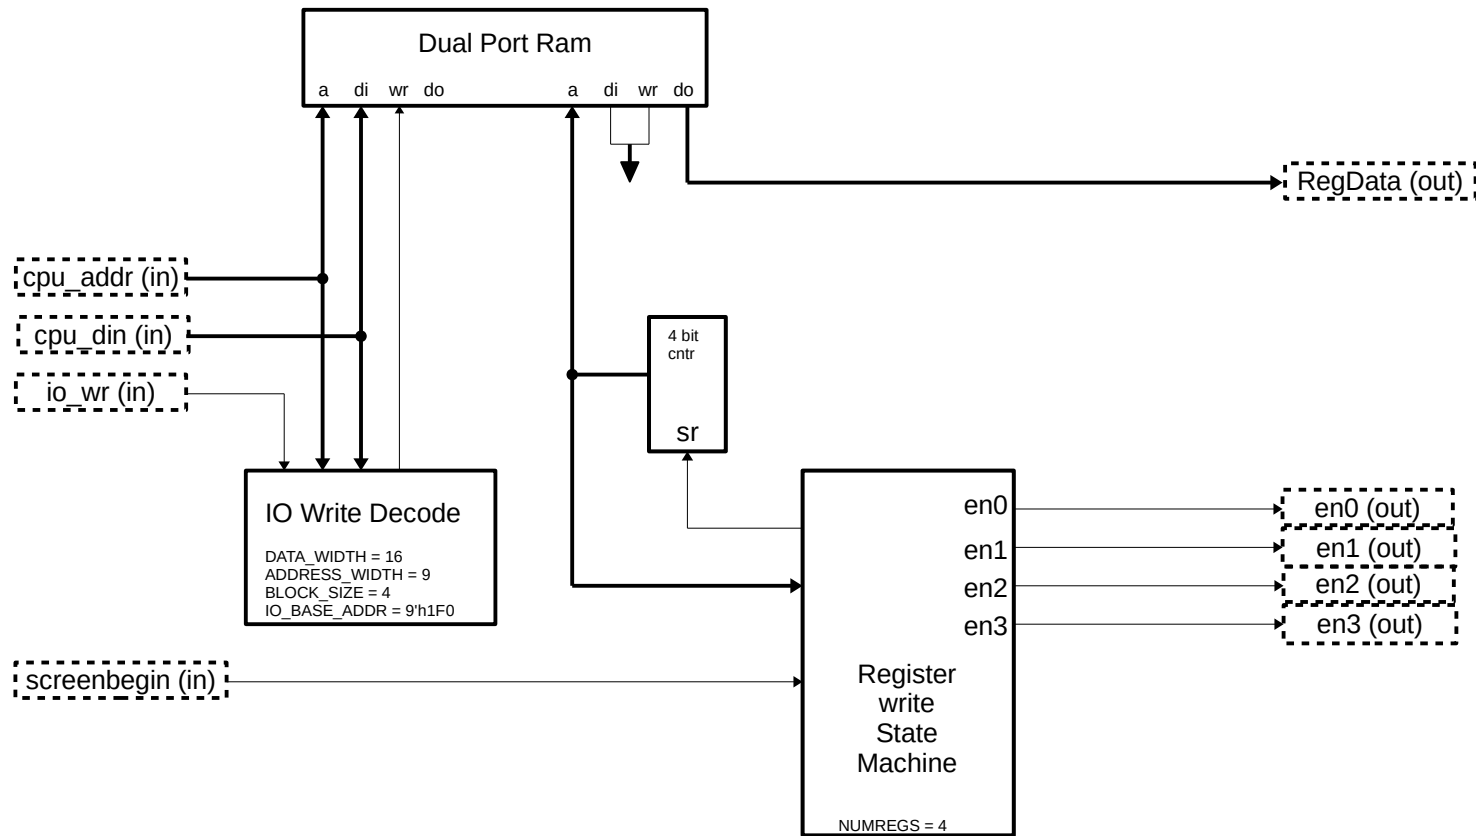 Dual Port Ram
a di wr do a di wr do
RegData (out)
cpu_addr (in)
cpu_din (in)
io_wr (in)
4 bit
cntr
sr
IO Write Decode
DATA_WIDTH = 16
ADDRESS_WIDTH = 9
BLOCK_SIZE = 4
IO_BASE_ADDR = 9'h1F0
screenbegin (in)
en0
en1
en2
en3
Register
write
State
Machine
NUMREGS = 4
en0 (out)
en1 (out)
en2 (out)
en3 (out)